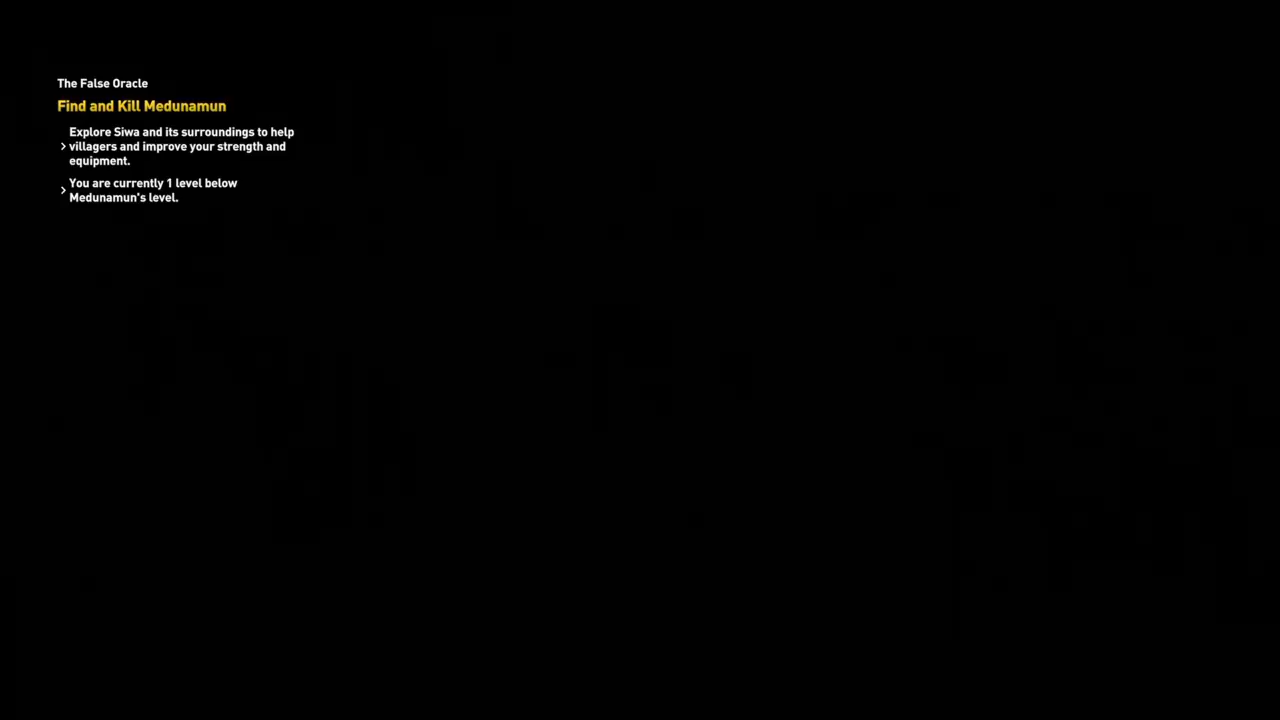 The False Oracle
Find and Kill Medunamun
Explore Siwa and its surroundings to help
villagers and improve your strength and
equipment.
You are currently 1 level below
Medunamun's level.